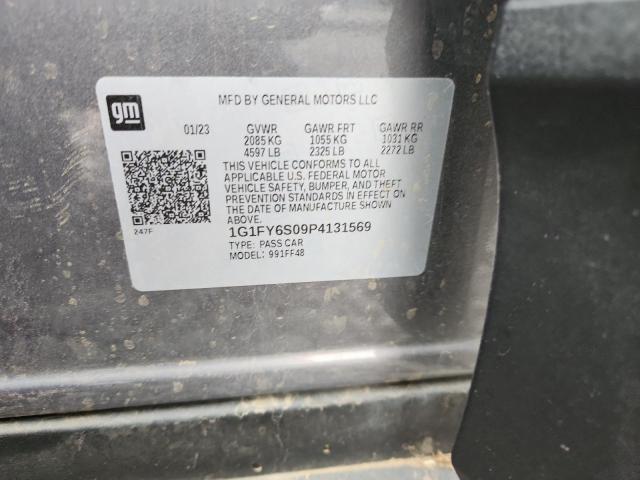 gm
MFD BY GENERAL MOTORS LLC
01/23 GVWR GAWR FRT GAWR RR
2085 KG 1055 KG 1031 KG
4597 LB 2325 LB 2272 LB
THIS VEHICLE CONFORMS TO ALL
APPLICABLE U.S. FEDERAL MOTOR
VEHICLE SAFETY, BUMPER, AND THEFT
PREVENTION STANDARDS IN EFFECT ON
THE DATE OF MANUFACTURE SHOWN
ABOVE.
247F
1G1FY6S09P4131569
TYPE: PASS CAR
MODEL: 991FF48